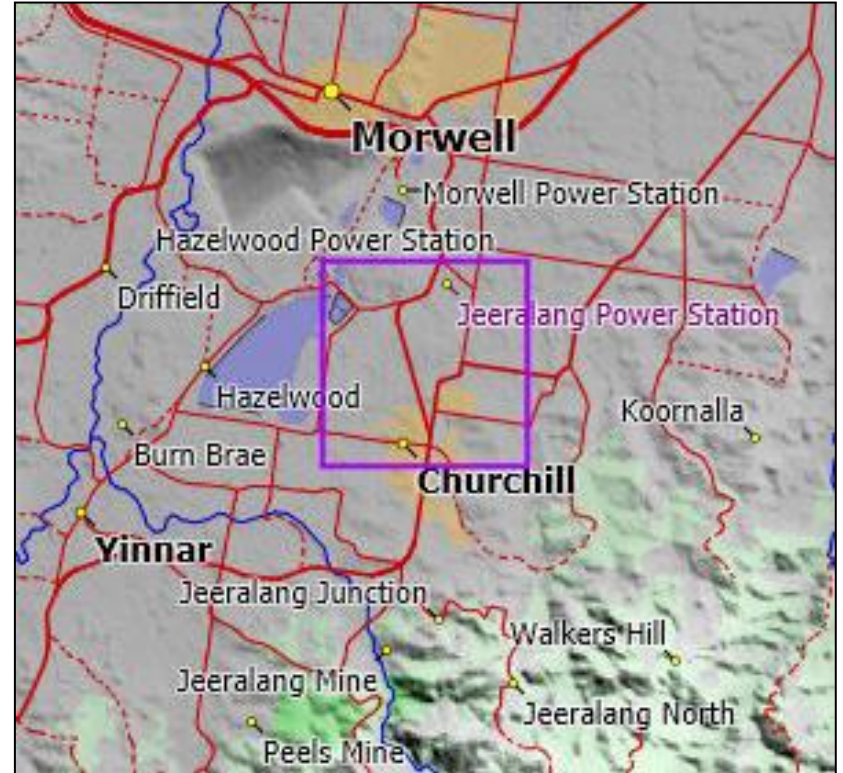 Morwell
Morwell Power Station
Hazelwood Power Station
Driffield
Jeeralang Power Station
Hazelwood
Koornalla
Burn Brae
Churchill
Yinnar
Jeeralang Junction
Walkers Hill
Jeeralang Mine
Jeeralang North
Peels Mine